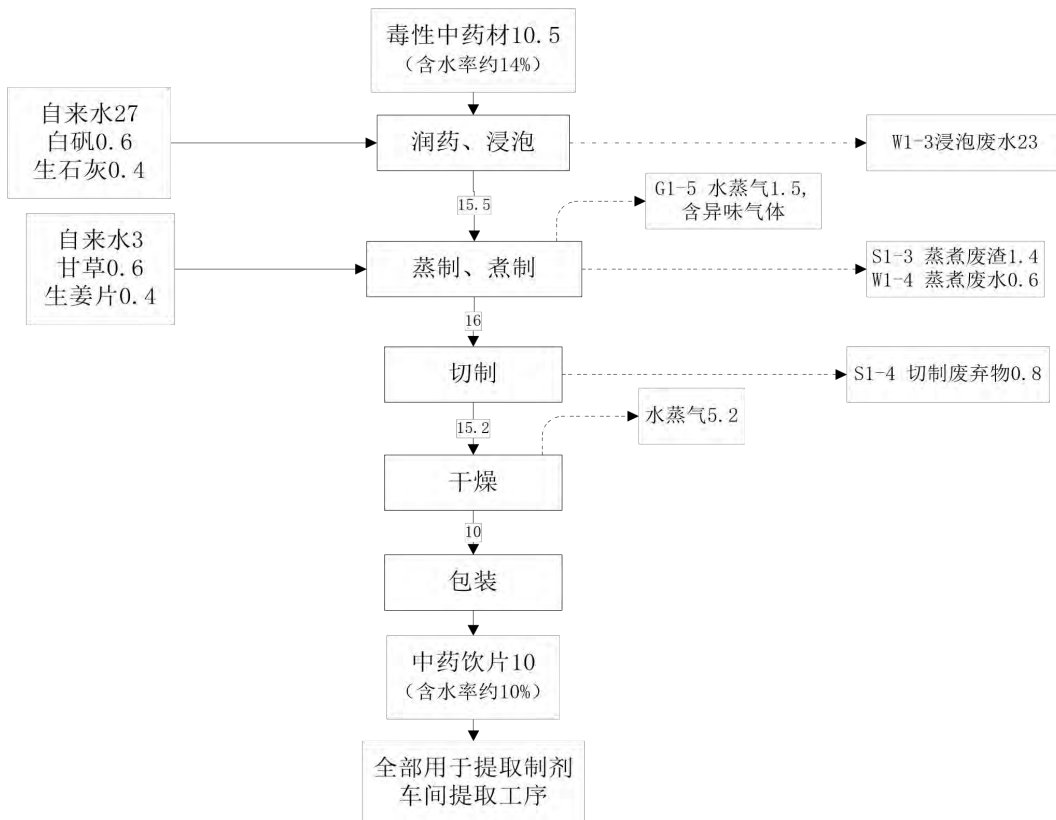 毒性中药材10.5
（含水率约14%）
自来水27
白矾0.6
生石灰0.4
润药、浸泡
W1-3浸泡废水23
15.5
G1-5 水蒸气1.5,
含异味气体
自来水3
甘草0.6
生姜片0.4
蒸制、煮制
S1-3 蒸煮废渣1.4
W1-4 蒸煮废水0.6
16
切制
S1-4 切制废弃物0.8
15.2
水蒸气5.2
干燥
10
包装
中药饮片10
（含水率约10%）
全部用于提取制剂
车间提取工序